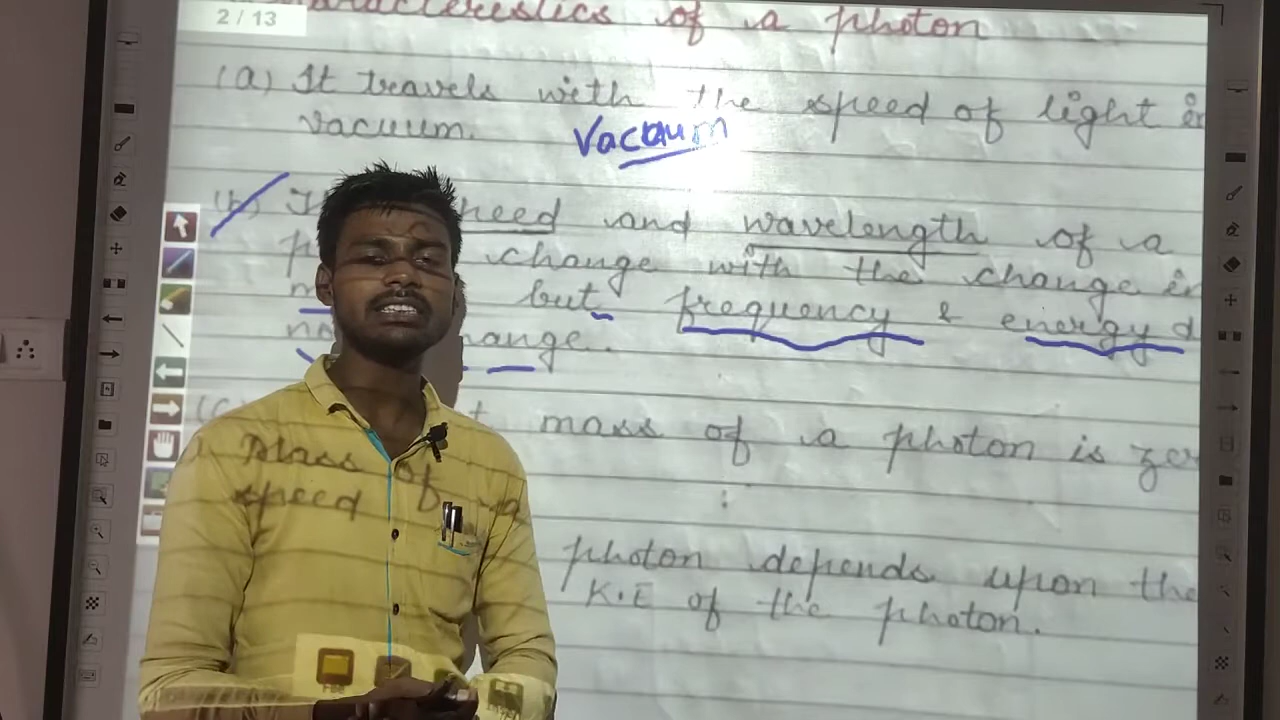 2 / 13
of a photon
(a) It travels with the speed of light in
vacuum. Vacuum
(b) and wavelength of a
change with the change in
but frequency & energy d
(c) mass of a photon is zer
Mass of a
speed
photon depends upon the
K.E of the photon.